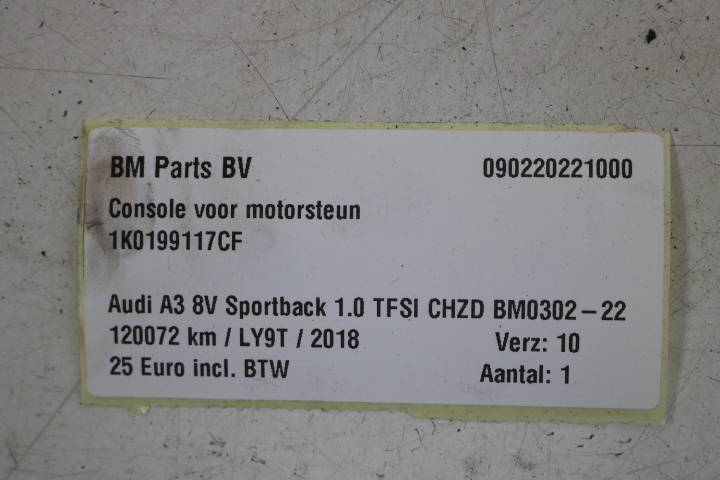 BM Parts BV 090220221000
Console voor motorsteun
1K0199117CF
Audi A3 8V Sportback 1.0 TFSI CHZD BM0302-22
120072 km / LY9T / 2018 Verz: 10
25 Euro incl. BTW Aantal: 1